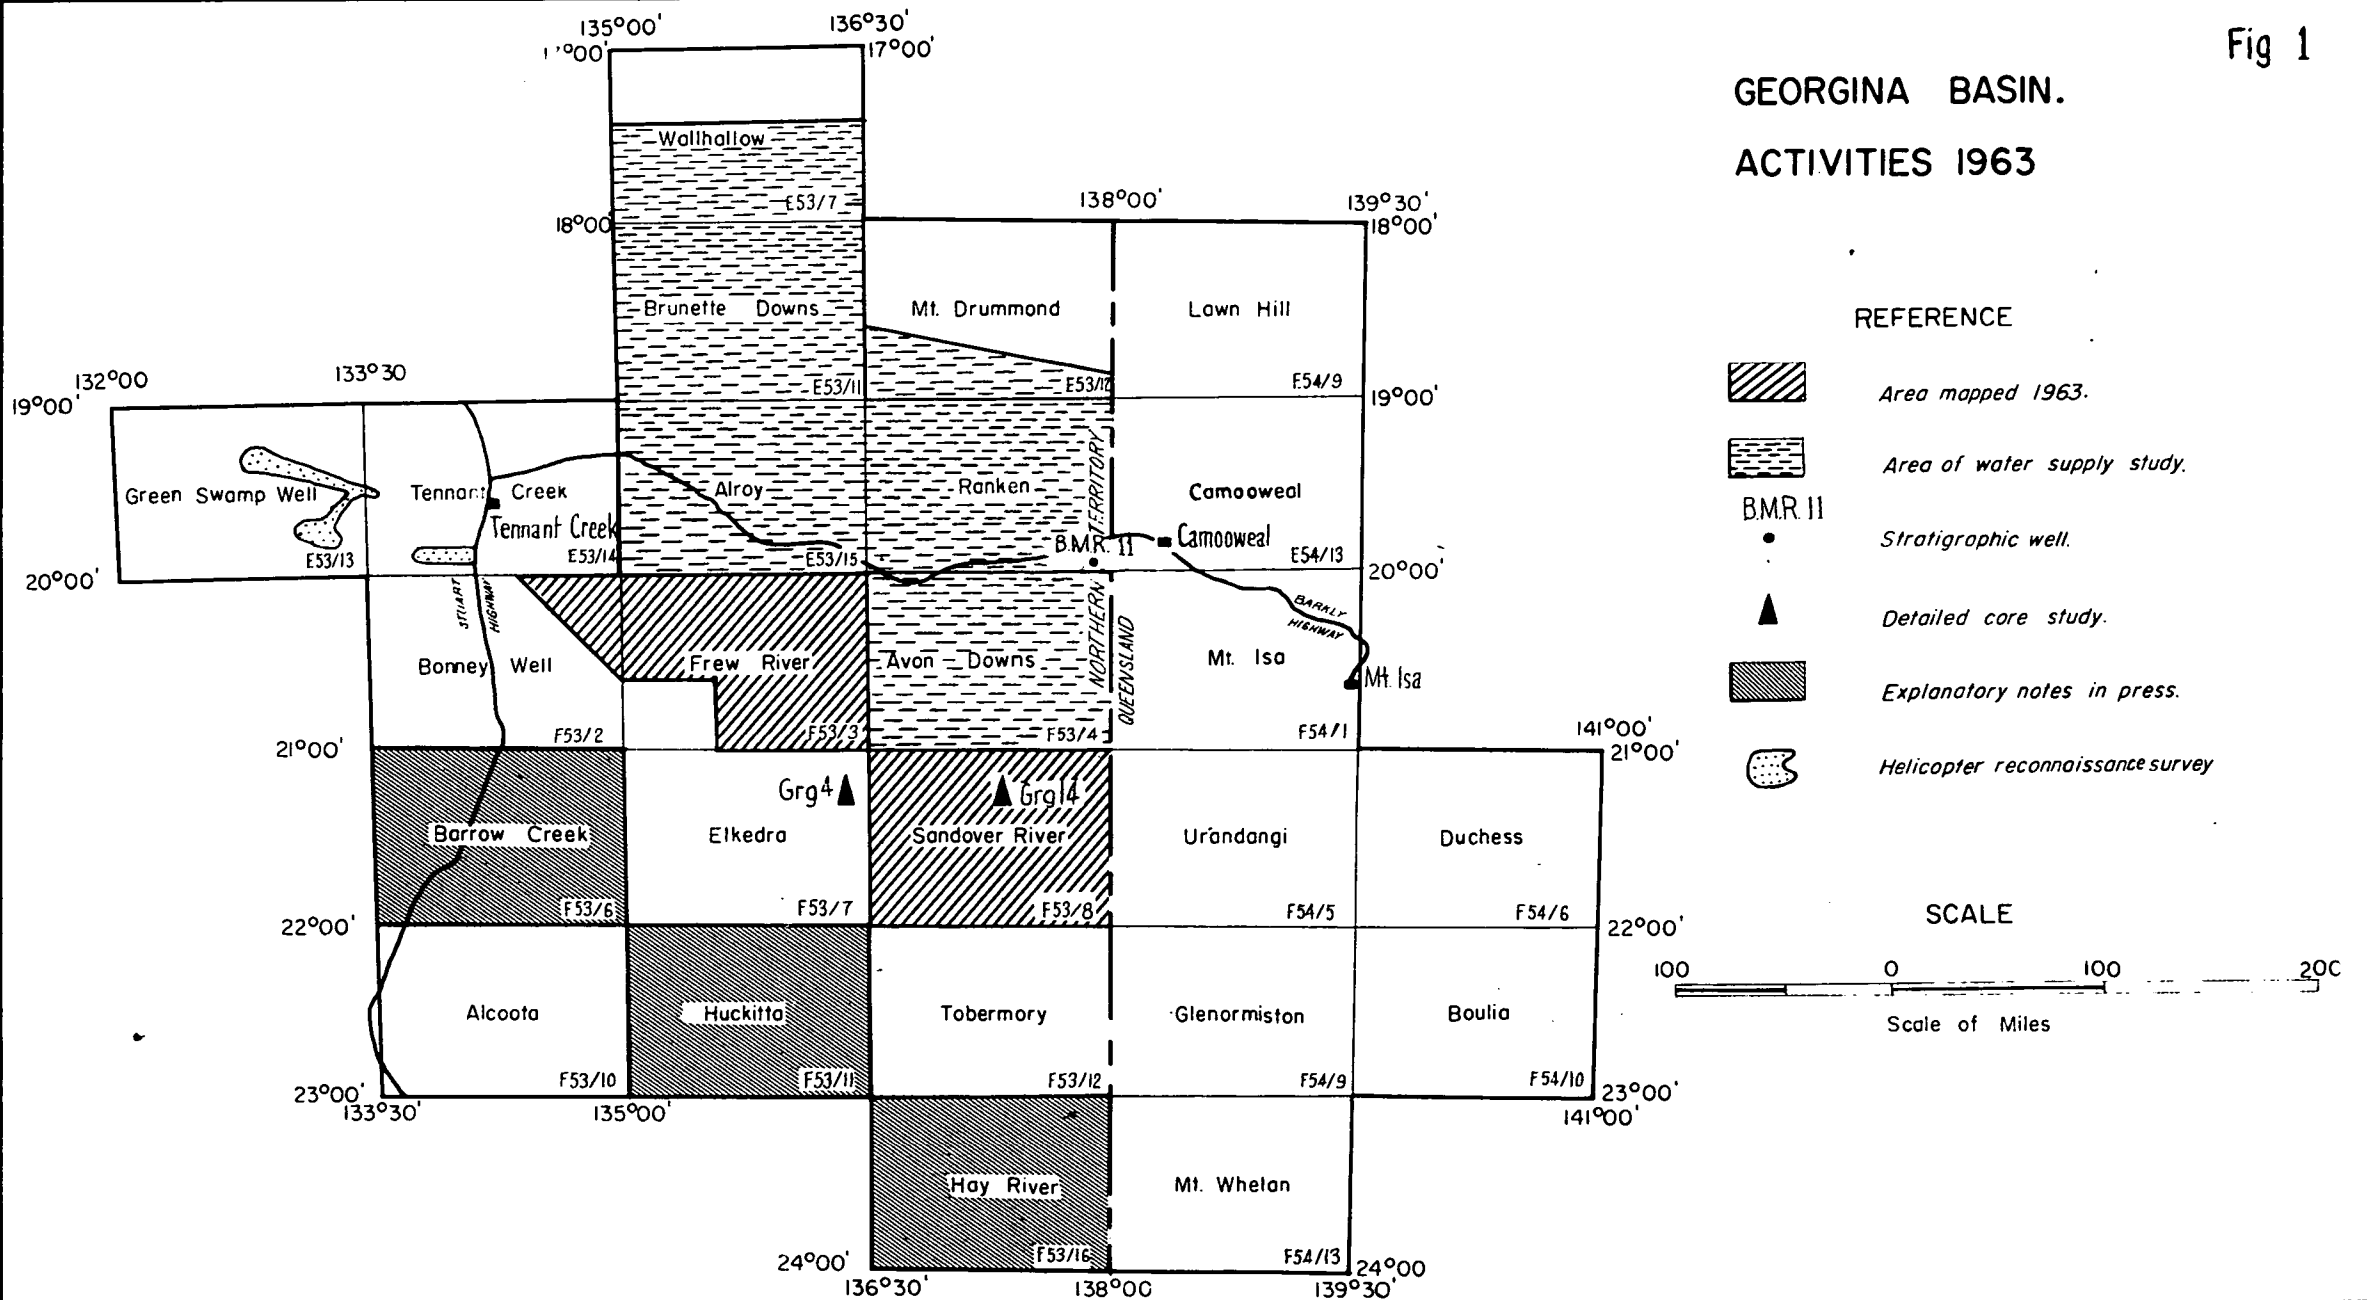 Fig 1
GEORGINA BASIN.
ACTIVITIES 1963
135°00' 136°30'
17°00'
Wallhallow
E53/7
138°00' 139°30'
18°00' 18°00'
Brunette Downs Mt. Drummond Lawn Hill
132°00 133°30 E53/11 E53/12 E54/9
19°00' 19°00'
Green Swamp Well Tennant Creek Alroy Ranken Camooweal
Tennant Creek B.M.R. 11 Camooweal
E53/13 E53/14 E53/15 E54/13
20°00' 20°00'
STUART HIGHWAY
NORTHERN TERRITORY
QUEENSLAND
BARKLY HIGHWAY
Bonney Well Frew River Avon Downs Mt. Isa
Mt. Isa
F53/2 F53/3 F53/4 F54/1 141°00'
21°00' 21°00'
Grg4 Grg14
Barrow Creek Elkedra Sandover River Urandangi Duchess
F53/6 F53/7 F53/8 F54/5 F54/6
22°00' 22°00'
Alcoota Huckitta Tobermory Glenormiston Boulia
F53/10 F53/11 F53/12 F54/9 F54/10
23°00' 23°00'
133°30' 135°00' 141°00'
Hay River Mt. Whelan
F53/16 F54/13
24°00' 24°00
136°30' 138°00 139°30'
REFERENCE
Area mapped 1963.
Area of water supply study.
B.M.R. 11
Stratigraphic well.
Detailed core study.
Explanatory notes in press.
Helicopter reconnaissance survey
SCALE
100 0 100 200
Scale of Miles